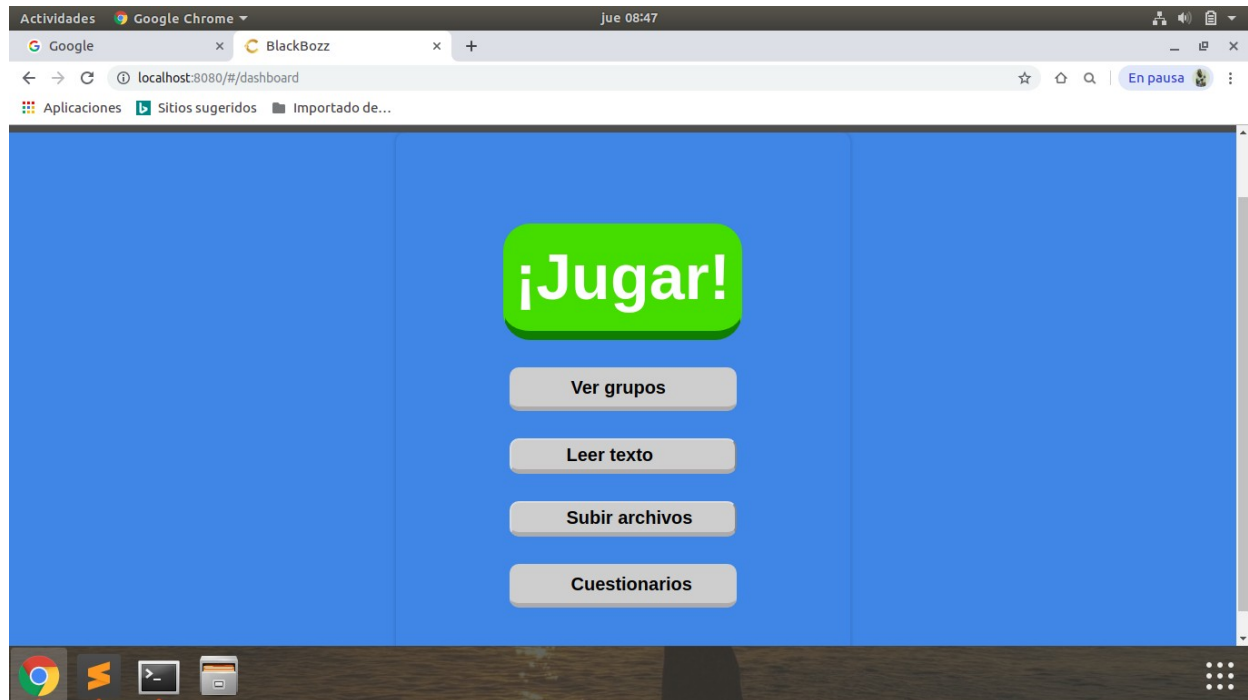 Actividades Google Chrome jue 08:47
Google BlackBozz
localhost:8080/#/dashboard En pausa
Aplicaciones Sitios sugeridos Importado de...
¡Jugar!
Ver grupos
Leer texto
Subir archivos
Cuestionarios